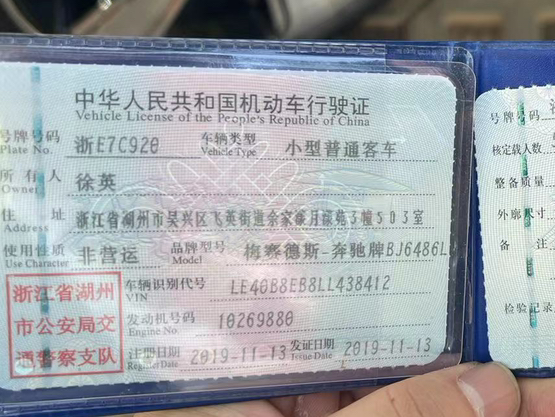 中华人民共和国机动车行驶证
Vehicle License of the People's Republic of China
号牌号码 浙E7C920 车辆类型 小型普通客车
Plate No. Vehicle Type
所有人 徐英
Owner
住址 浙江省湖州市吴兴区飞英街道余家漾月漾苑3幢503室
Address
使用性质 非营运 品牌型号 梅赛德斯-奔驰牌BJ6486L
Use Character Model
浙江省湖州
市公安局交
通警察支队
车辆识别代号 LE40B8EB8LL438412
VIN
发动机号码 10269880
Engine No.
注册日期 2019-11-13 发证日期 2019-11-13
Register Date Issue Date
号牌号码
核定载人数
整备质量
外廓尺寸
备注
检验记录